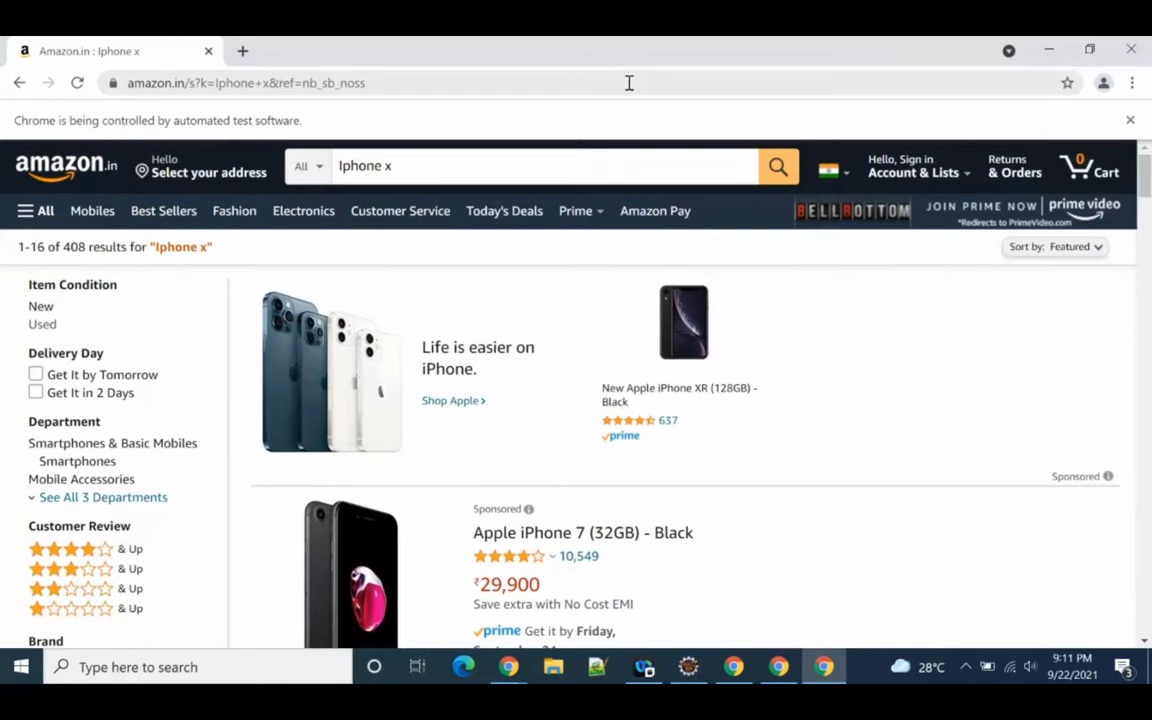 Amazon.in : Iphone x
amazon.in/s?k=Iphone+x&ref=nb_sb_noss
Chrome is being controlled by automated test software.
amazon.in
Hello
Select your address
All
Iphone x
Hello, Sign in
Account & Lists
Returns
& Orders
0
Cart
All
Mobiles
Best Sellers
Fashion
Electronics
Customer Service
Today's Deals
Prime
Amazon Pay
BELLBOTTOM
JOIN PRIME NOW
*Redirects to PrimeVideo.com
prime video
1-16 of 408 results for "Iphone x"
Sort by: Featured
Item Condition
New
Used
Delivery Day
Get It by Tomorrow
Get It in 2 Days
Department
Smartphones & Basic Mobiles
Smartphones
Mobile Accessories
See All 3 Departments
Customer Review
& Up
& Up
& Up
& Up
Brand
Life is easier on
iPhone.
Shop Apple ›
New Apple iPhone XR (128GB) -
Black
637
prime
Sponsored
Sponsored
Apple iPhone 7 (32GB) - Black
10,549
₹29,900
Save extra with No Cost EMI
prime Get it by Friday,
Type here to search
28°C
9:11 PM
9/22/2021
3